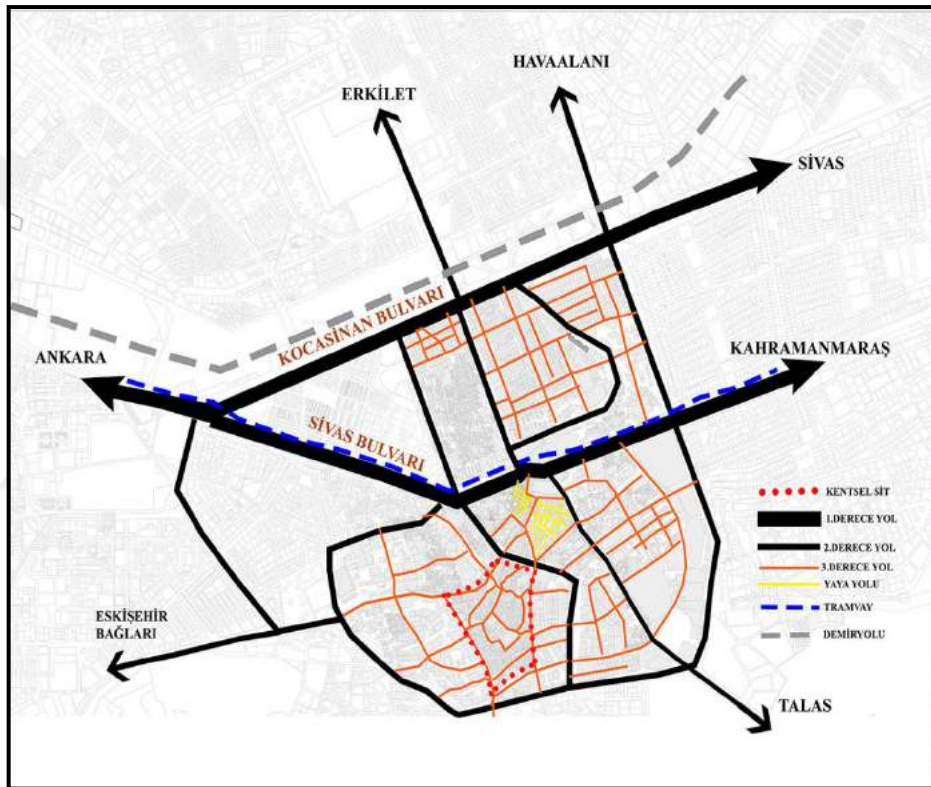 HAVAALANI
ERKİLET
SİVAS
KOCASİNAN BULVARI
ANKARA
KAHRAMANMARAŞ
SİVAS BULVARI
KENTSEL SİT
1.DERECE YOL
2.DERECE YOL
3.DERECE YOL
YAYA YOLU
TRAMVAY
DEMİRYOLU
ESKİŞEHİR
BAĞLARI
TALAS